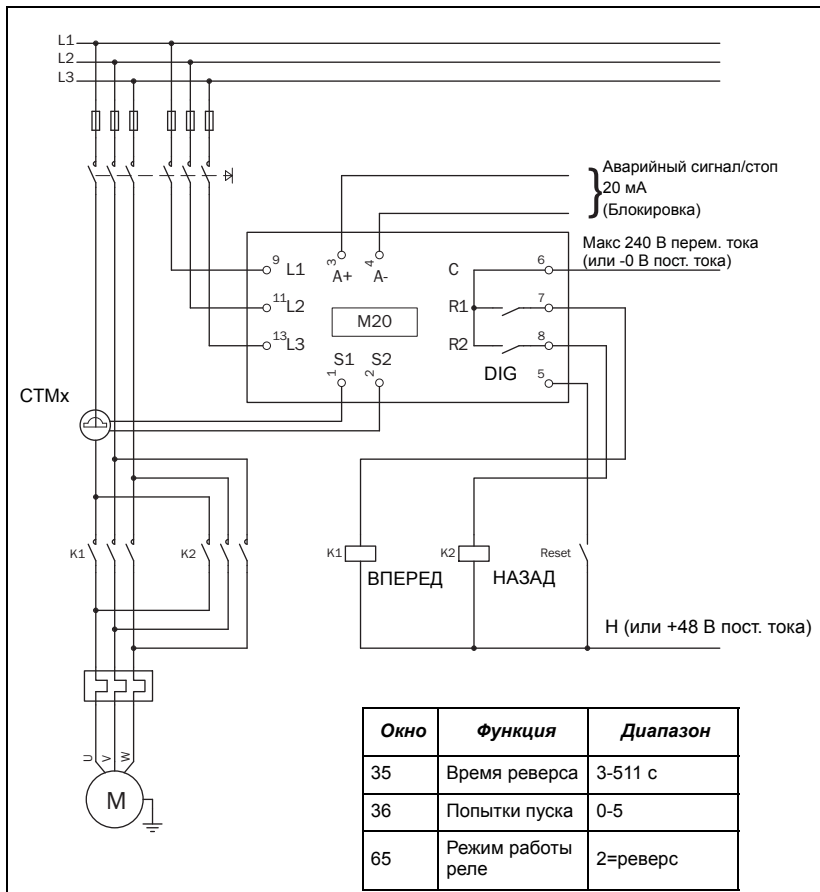 L1
L2
L3
Аварийный сигнал/стоп
20 мА
(Блокировка)
Макс 240 В перем. тока
(или -0 В пост. тока)
9 L1
3 A+
4 A-
C 6
11 L2
M20
R1 7
13 L3
R2 8
S1 S2
1 2
DIG 5
CTMx
K1
K2
K1 ВПЕРЕД
K2 НАЗАД
Reset
Н (или +48 В пост. тока)
U V W
M
Окно Функция Диапазон
35 Время реверса 3-511 с
36 Попытки пуска 0-5
65 Режим работы реле 2=реверс